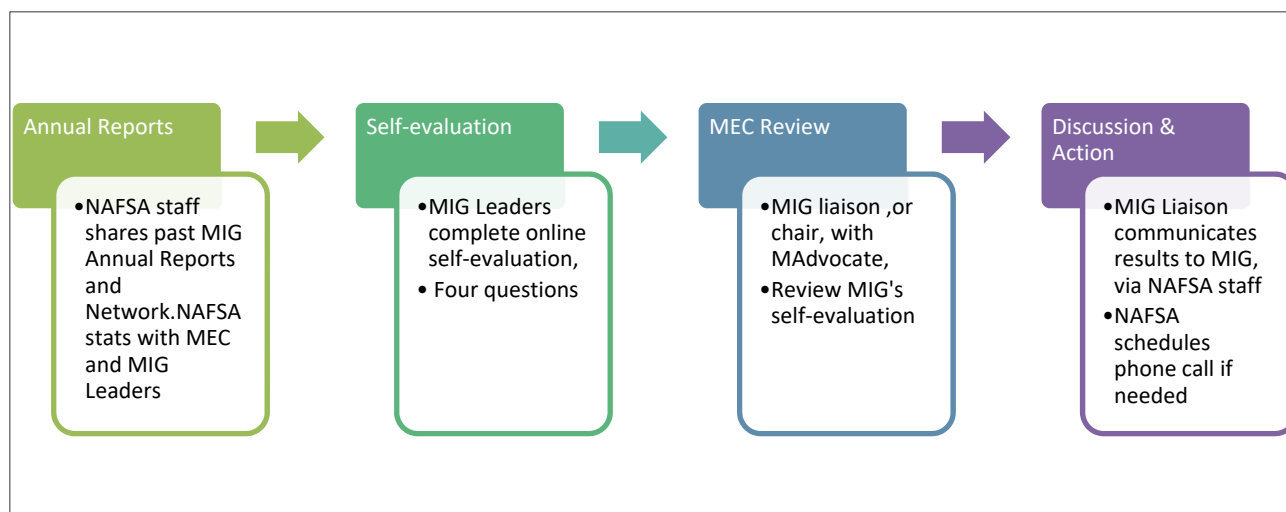 Annual Reports
•NAFSA staff
shares past MIG
Annual Reports
and
Network.NAFSA
stats with MEC
and MIG
Leaders
Self-evaluation
•MIG Leaders
complete online
self-evaluation,
• Four questions
MEC Review
•MIG liaison ,or
chair, with
MAdvocate,
•Review MIG's
self-evaluation
Discussion &
Action
•MIG Liaison
communicates
results to MIG,
via NAFSA staff
•NAFSA
schedules
phone call if
needed